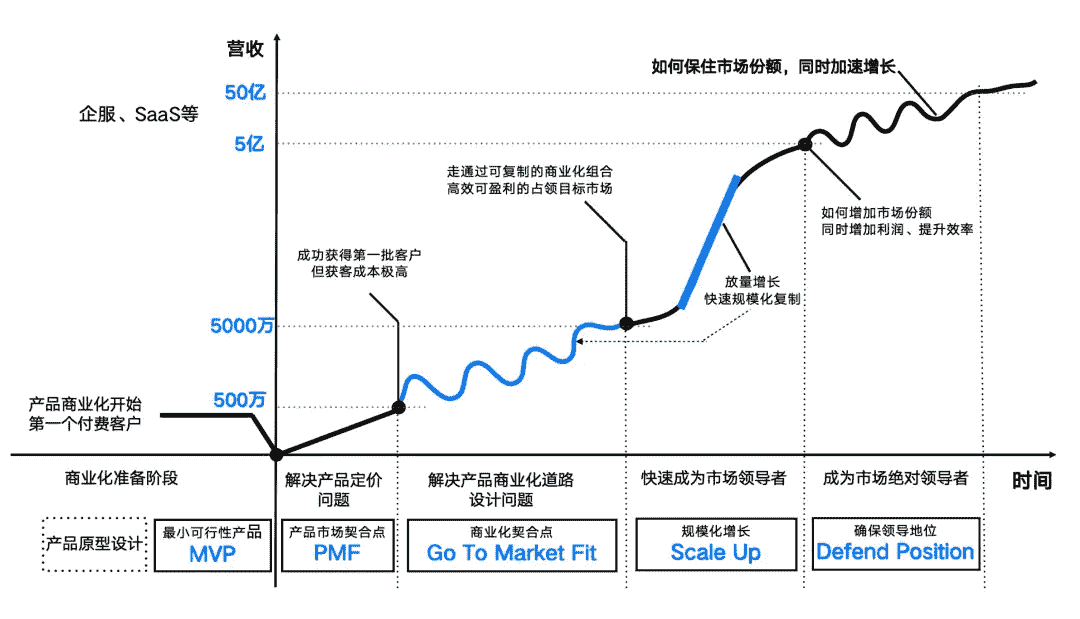 营收
50亿
5亿
5000万
500万
企服、SaaS等
如何保住市场份额，同时加速增长
走通过可复制的商业化组合
高效可盈利的占领目标市场
如何增加市场份额
同时增加利润、提升效率
成功获得第一批客户
但获客成本极高
放量增长
快速规模化复制
产品商业化开始
第一个付费客户
商业化准备阶段
解决产品定价
问题
解决产品商业化道路
设计问题
快速成为市场领导者
成为市场绝对领导者
时间
产品原型设计
最小可行性产品
MVP
产品市场契合点
PMF
商业化契合点
Go To Market Fit
规模化增长
Scale Up
确保领导地位
Defend Position